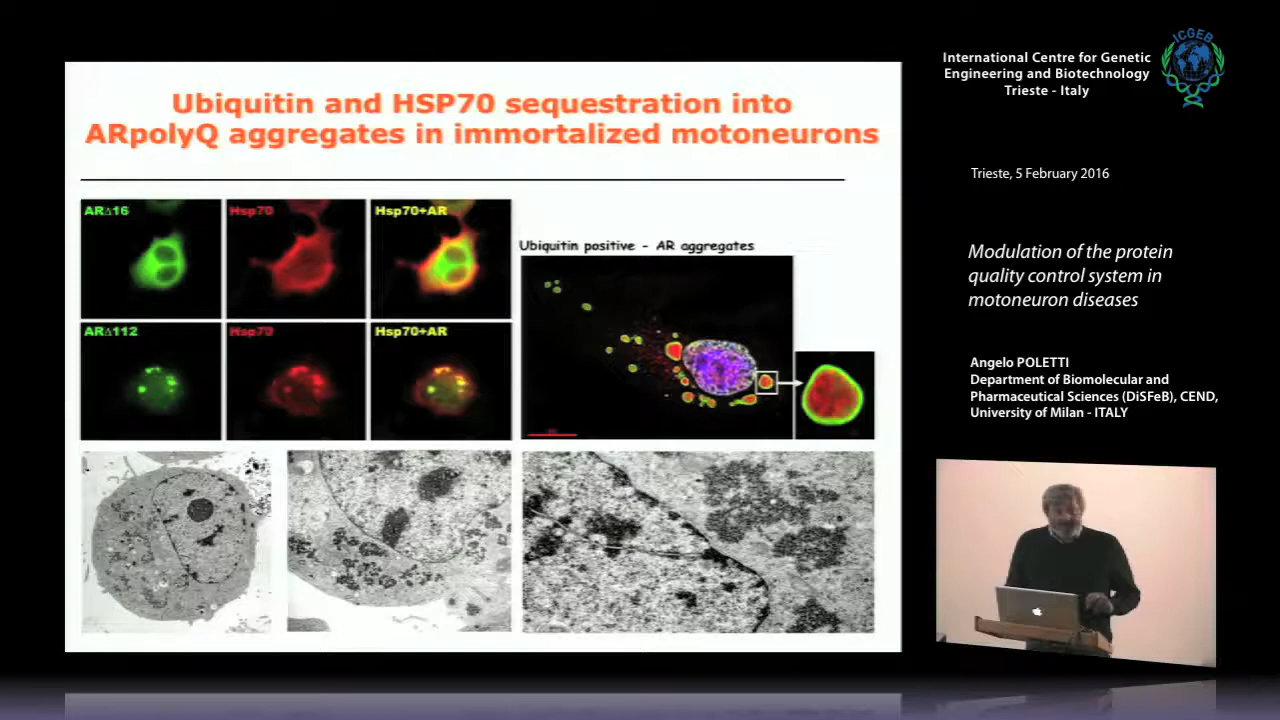 Ubiquitin and HSP70 sequestration into
ARpolyQ aggregates in immortalized motoneurons
ARΔ16
Hsp70
Hsp70+AR
Ubiquitin positive - AR aggregates
ARΔ112
Hsp70
Hsp70+AR
ICGEB
International Centre for Genetic
Engineering and Biotechnology
Trieste - Italy
Trieste, 5 February 2016
Modulation of the protein
quality control system in
motoneuron diseases
Angelo POLETTI
Department of Biomolecular and
Pharmaceutical Sciences (DiSFeB), CEND,
University of Milan - ITALY